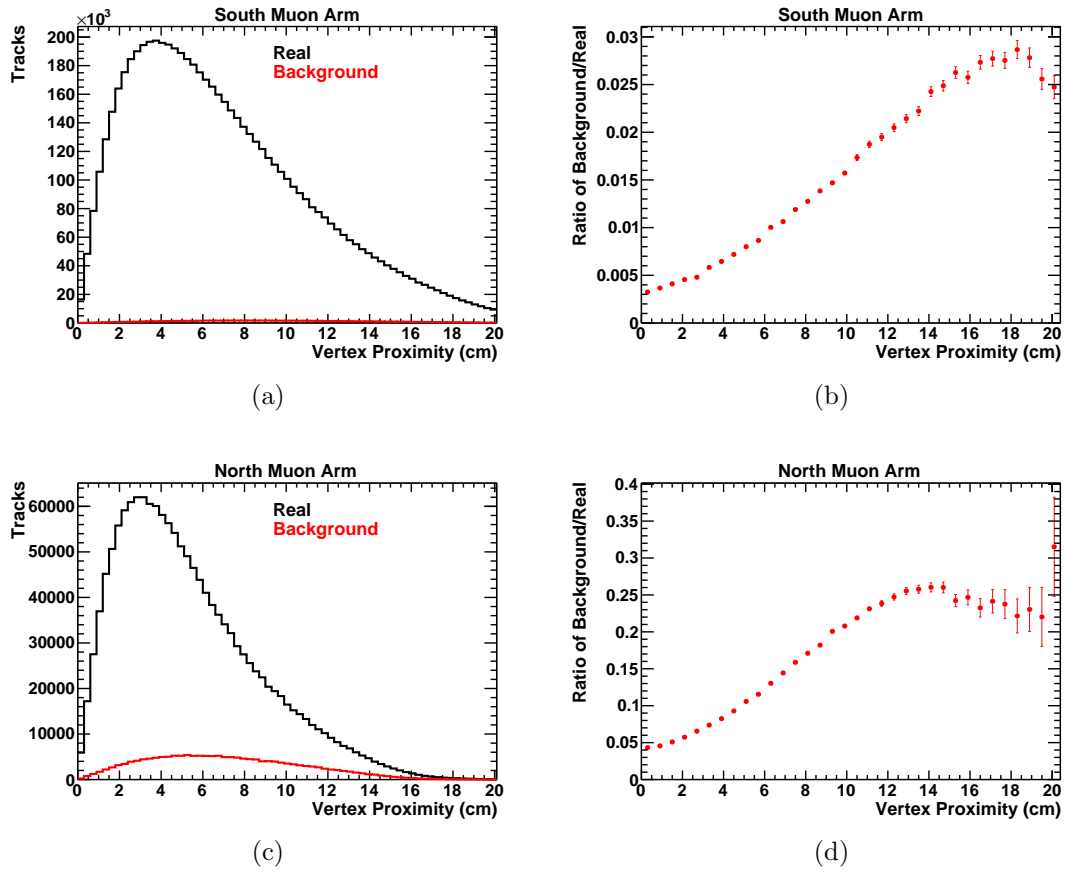 South Muon Arm
×10³
Tracks
200
180
160
140
120
100
80
60
40
20
0
Real
Background
0 2 4 6 8 10 12 14 16 18 20
Vertex Proximity (cm)
(a)
South Muon Arm
Ratio of Background/Real
0.03
0.025
0.02
0.015
0.01
0.005
0
0 2 4 6 8 10 12 14 16 18 20
Vertex Proximity (cm)
(b)
North Muon Arm
Tracks
60000
50000
40000
30000
20000
10000
0
Real
Background
0 2 4 6 8 10 12 14 16 18 20
Vertex Proximity (cm)
(c)
North Muon Arm
Ratio of Background/Real
0.4
0.35
0.3
0.25
0.2
0.15
0.1
0.05
0
0 2 4 6 8 10 12 14 16 18 20
Vertex Proximity (cm)
(d)